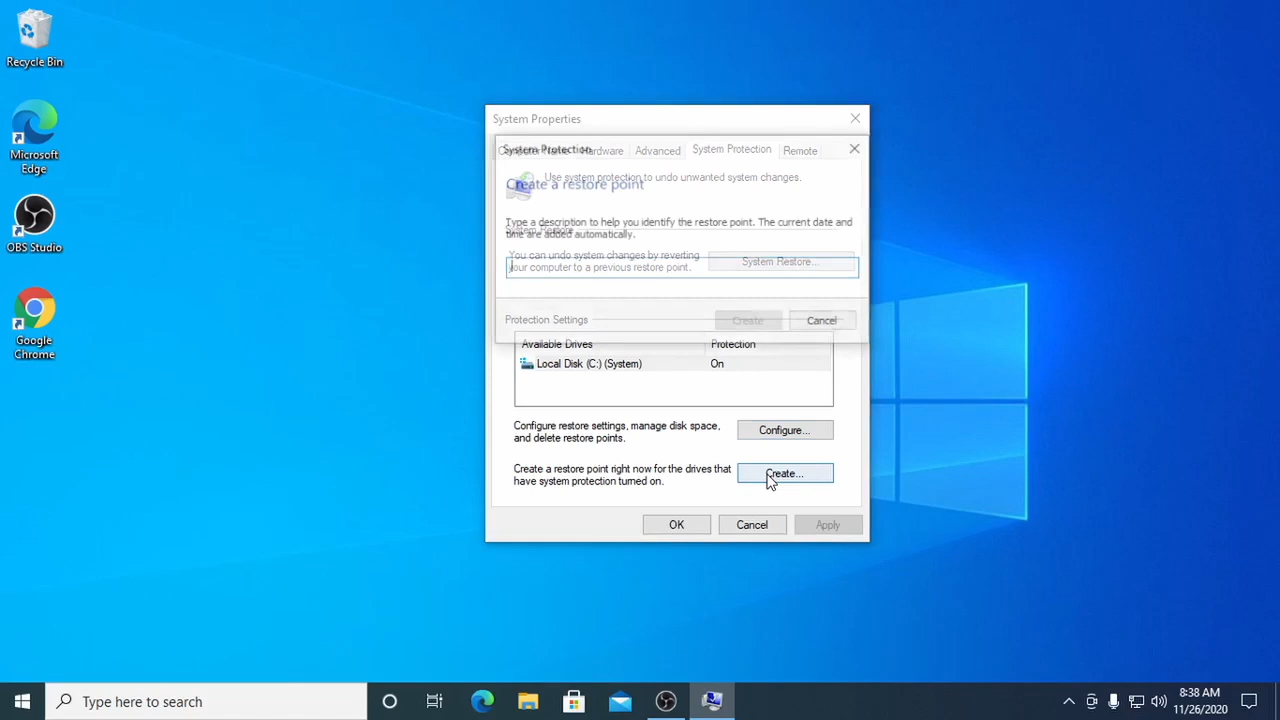 Recycle Bin
Microsoft
Edge
OBS Studio
Google
Chrome
System Properties
Computer Name Hardware Advanced System Protection Remote
System Protection
Use system protection to undo unwanted system changes.
Create a restore point
Type a description to help you identify the restore point. The current date and
time are added automatically.
System Restore
You can undo system changes by reverting
your computer to a previous restore point.
System Restore...
Create Cancel
Protection Settings
Available Drives Protection
Local Disk (C:) (System) On
Configure restore settings, manage disk space,
and delete restore points.
Configure...
Create a restore point right now for the drives that
have system protection turned on.
Create...
OK Cancel Apply
Type here to search
8:38 AM
11/26/2020